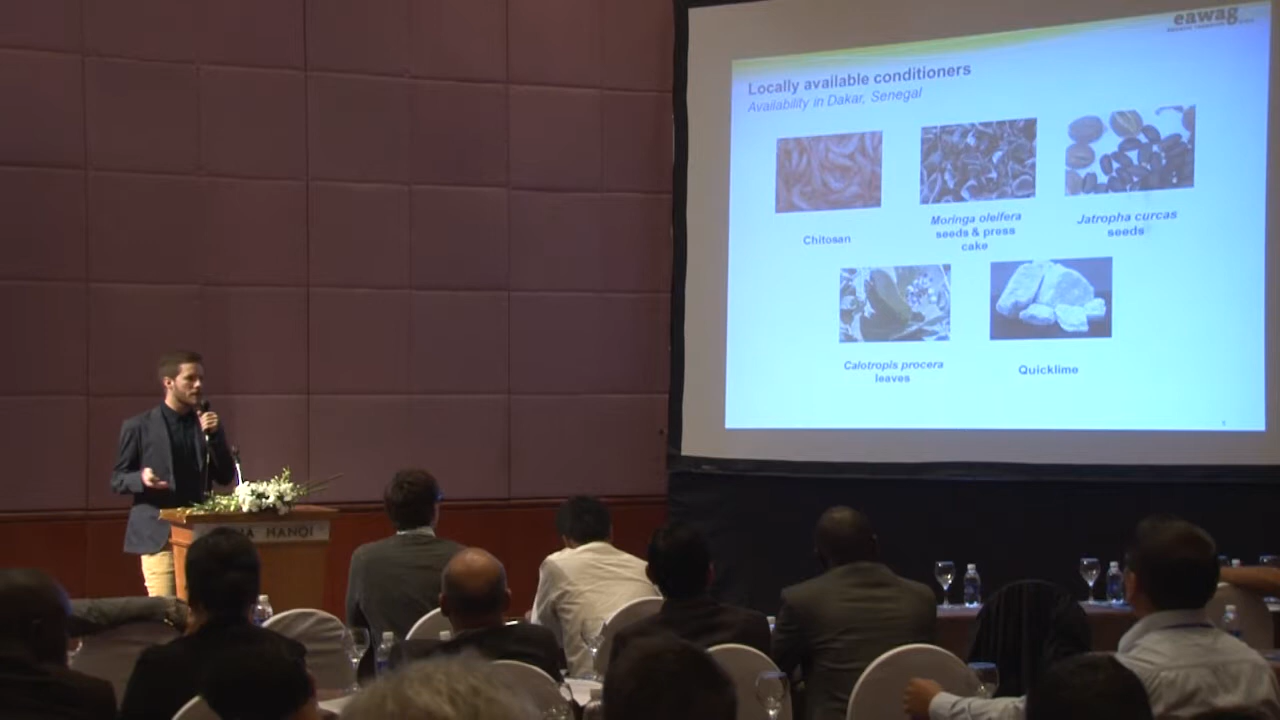 eawag
Locally available conditioners
Availability in Dakar, Senegal
Chitosan
Moringa oleifera
seeds & press
cake
Jatropha curcas
seeds
Calotropis procera
leaves
Quicklime
HANOI